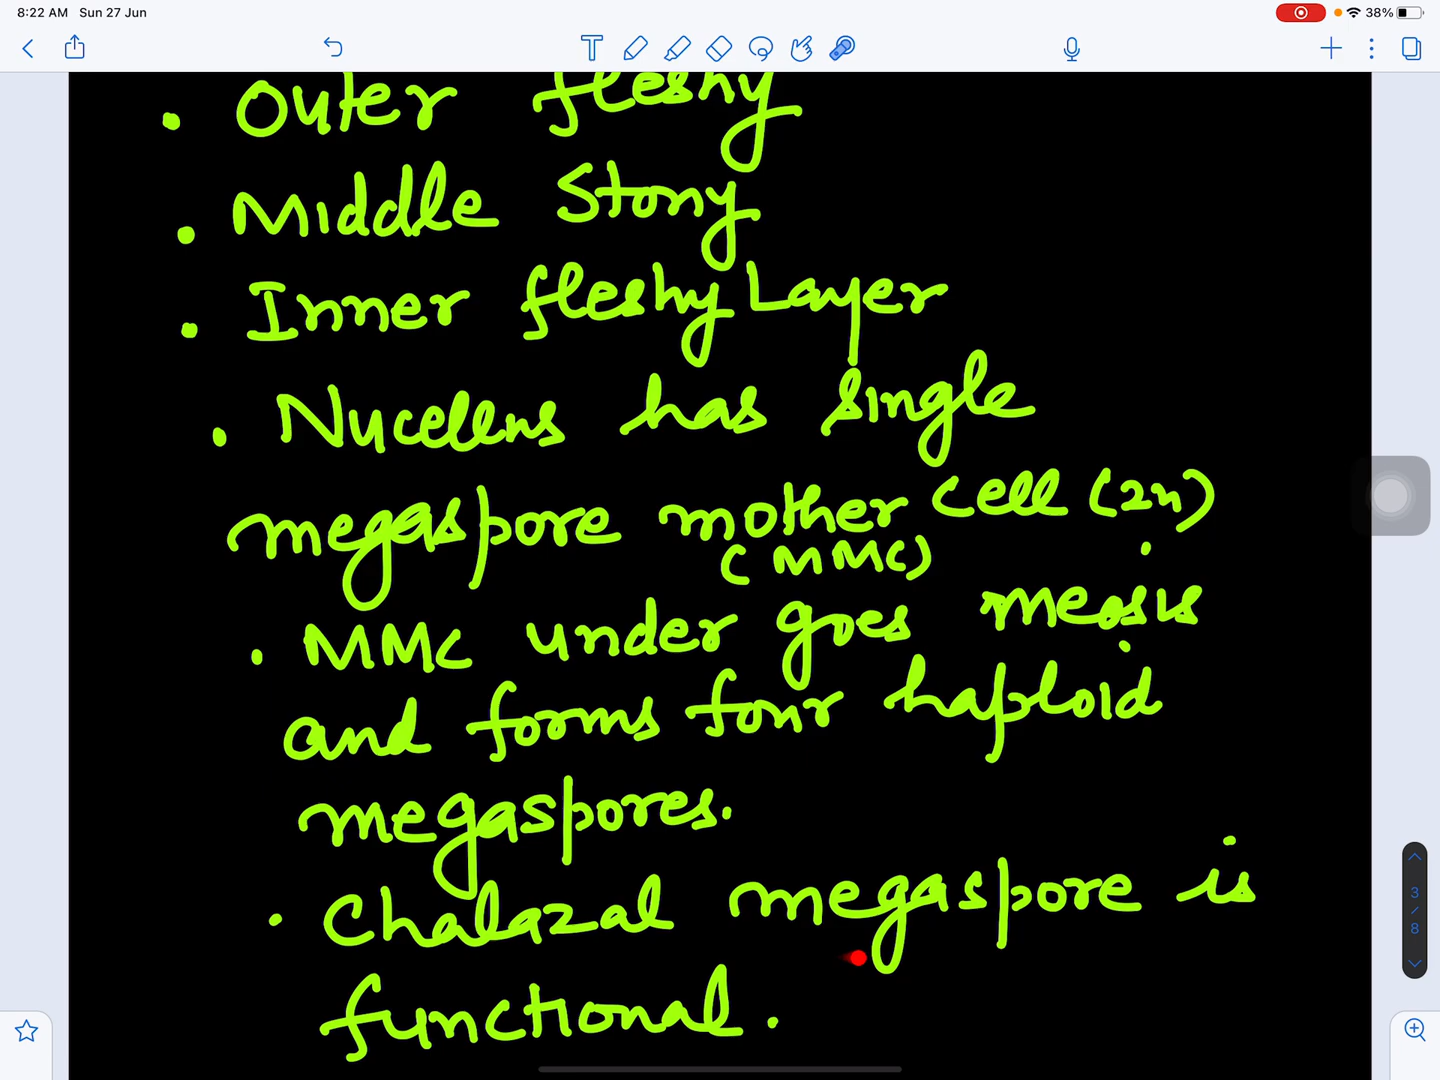 8:22 AM Sun 27 Jun
38%
• Outer fleshy
• Middle Stony
• Inner fleshy Layer
• Nucellus has single
megaspore mother cell (2n)
(MMC)
• MMC under goes meosis
and forms four haploid
megaspores.
• Chalazal megaspore is
functional.
3
/
8